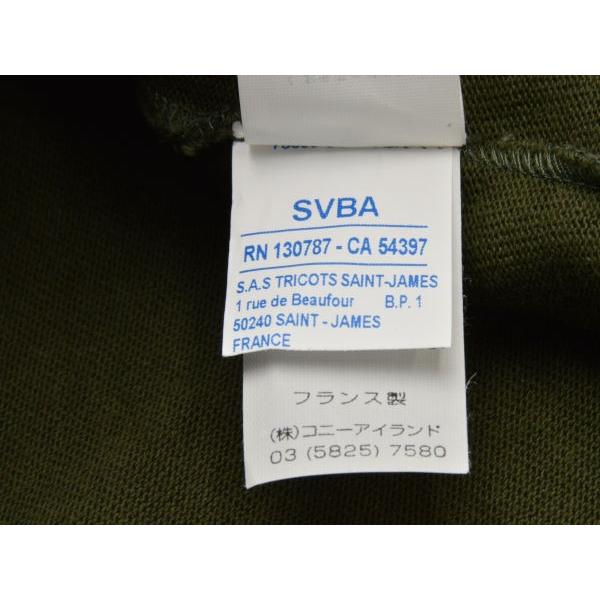 SVBA
RN 130787 - CA 54397
S.A.S TRICOTS SAINT-JAMES
1 rue de Beaufour B.P. 1
50240 SAINT - JAMES
FRANCE
フランス製
(株)コニーアイランド
03 (5825) 7580